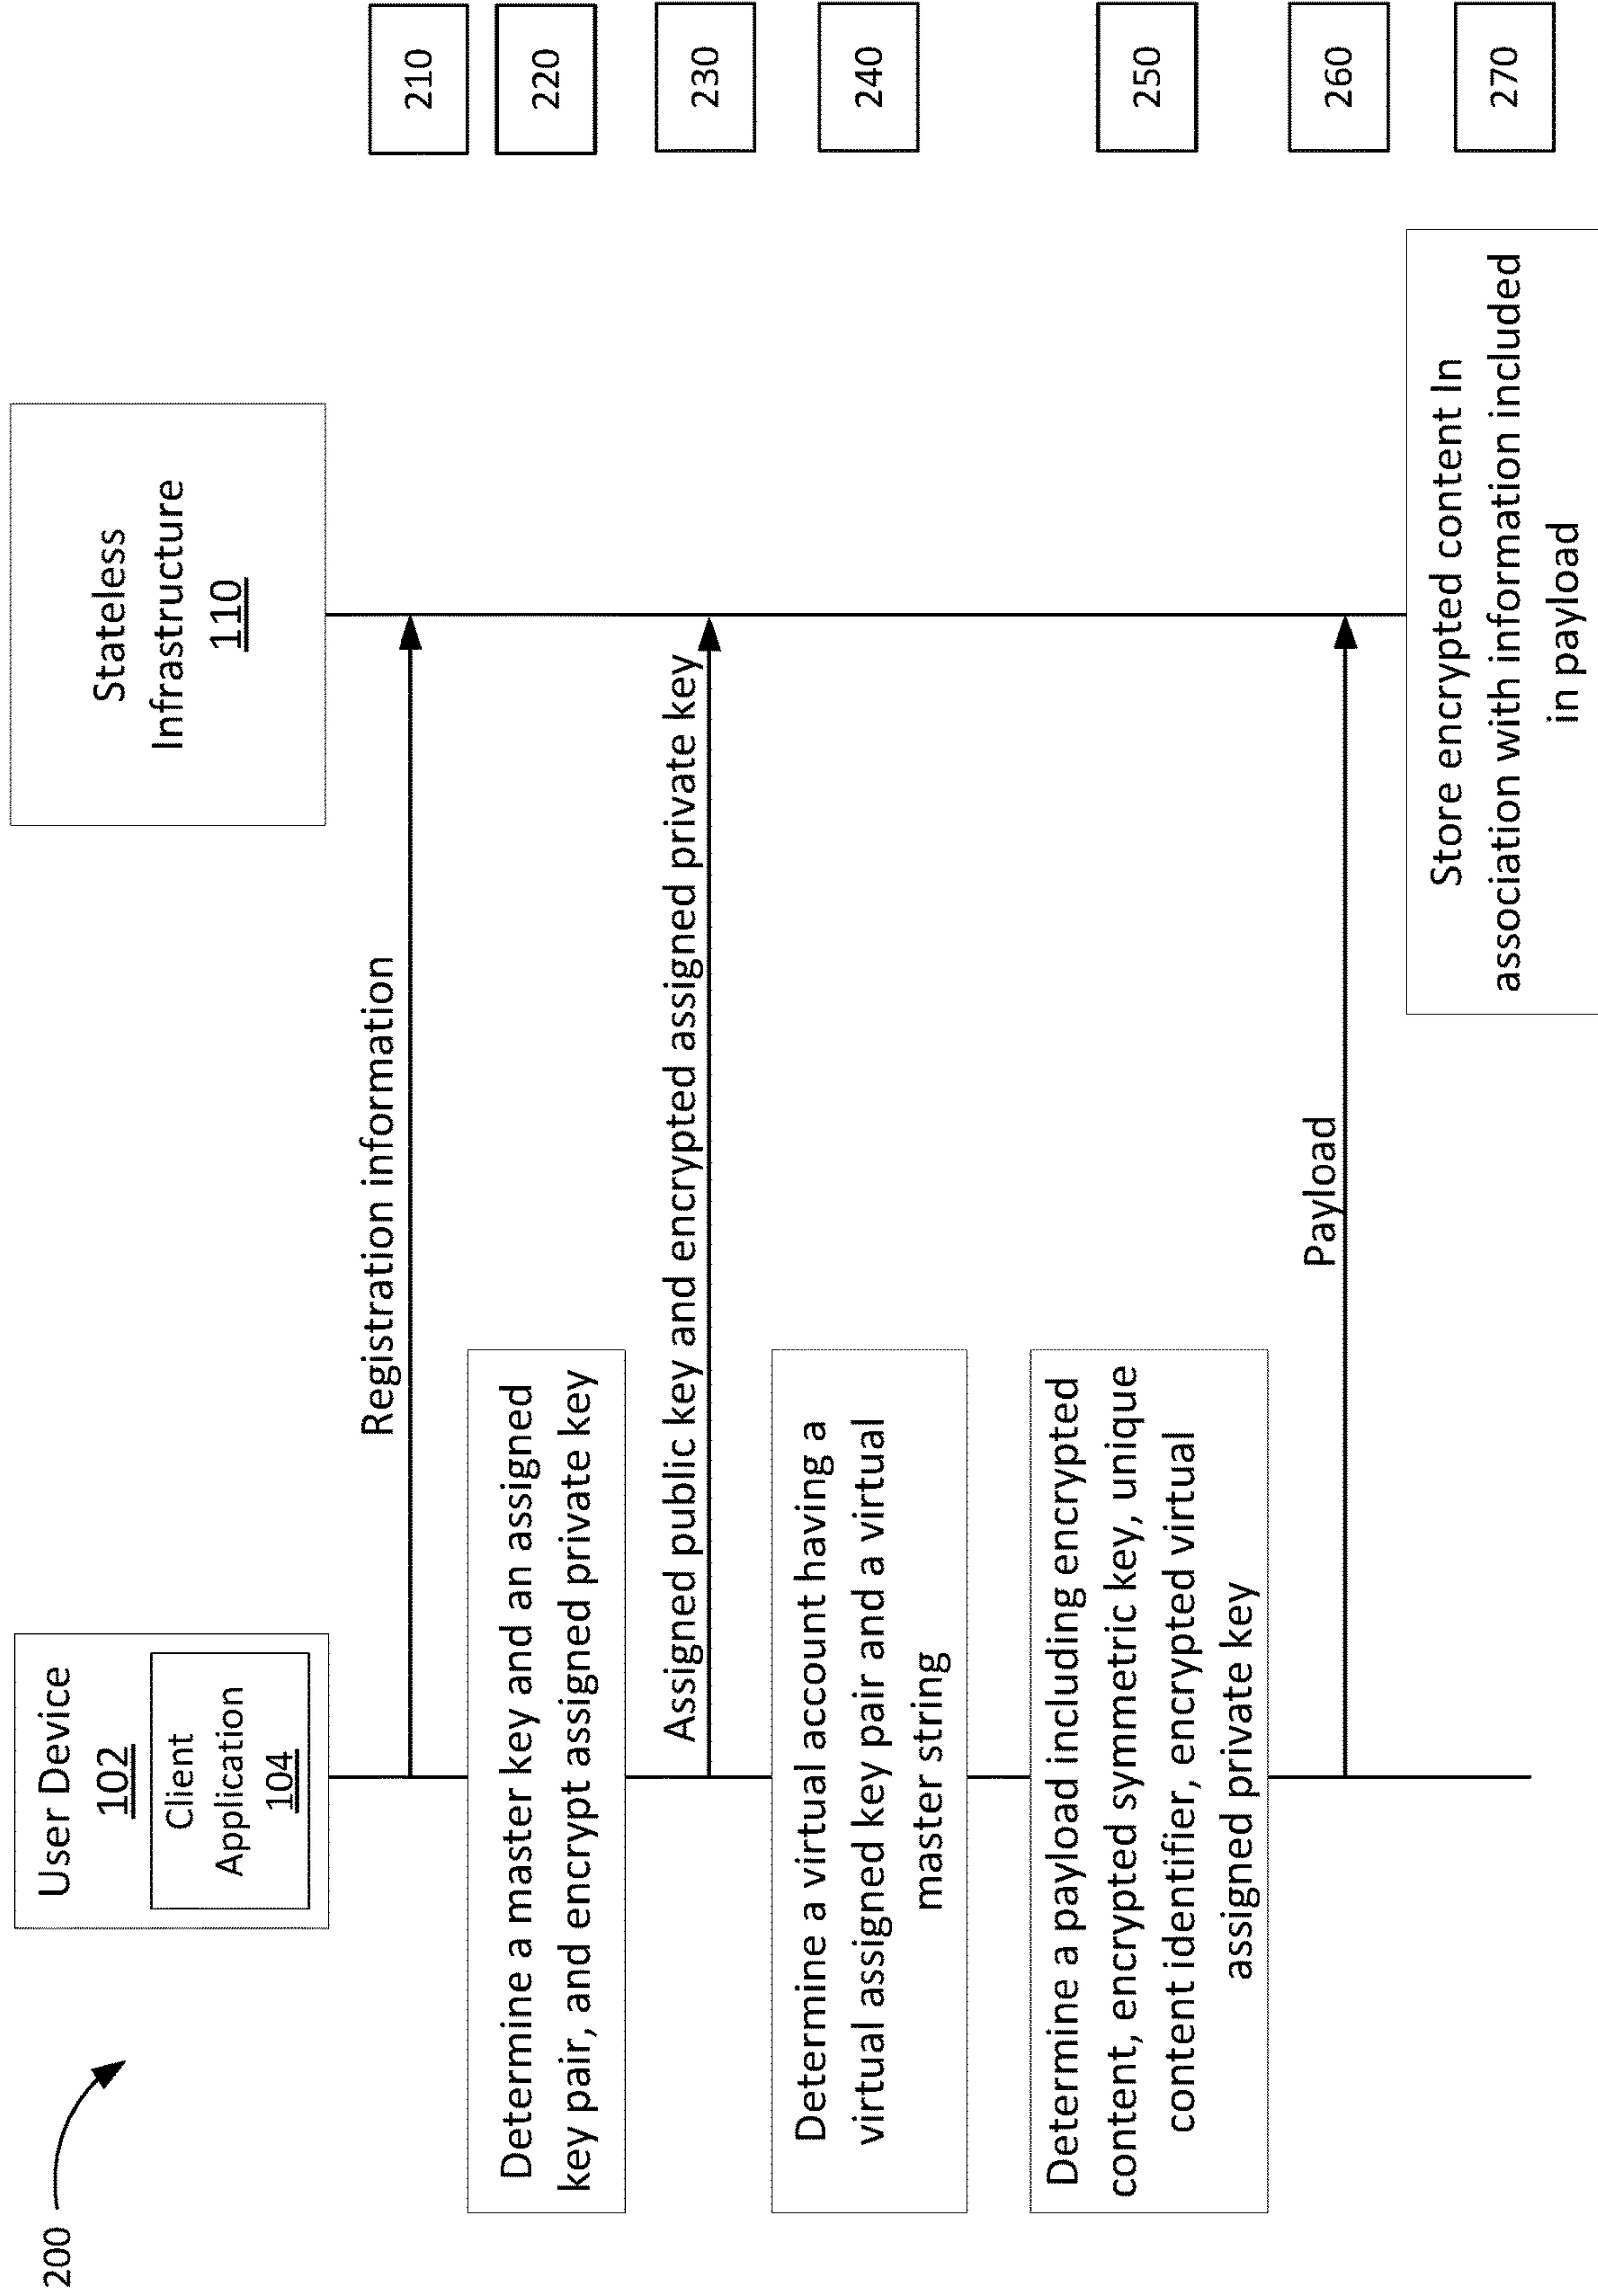 200
User Device
102
Client
Application
104
Stateless
Infrastructure
110
Registration information
210
Determine a master key and an assigned
key pair, and encrypt assigned private key
220
Assigned public key and encrypted assigned private key
230
Determine a virtual account having a
virtual assigned key pair and a virtual
master string
240
Determine a payload including encrypted
content, encrypted symmetric key, unique
content identifier, encrypted virtual
assigned private key
250
Payload
260
Store encrypted content In
association with information included
in payload
270